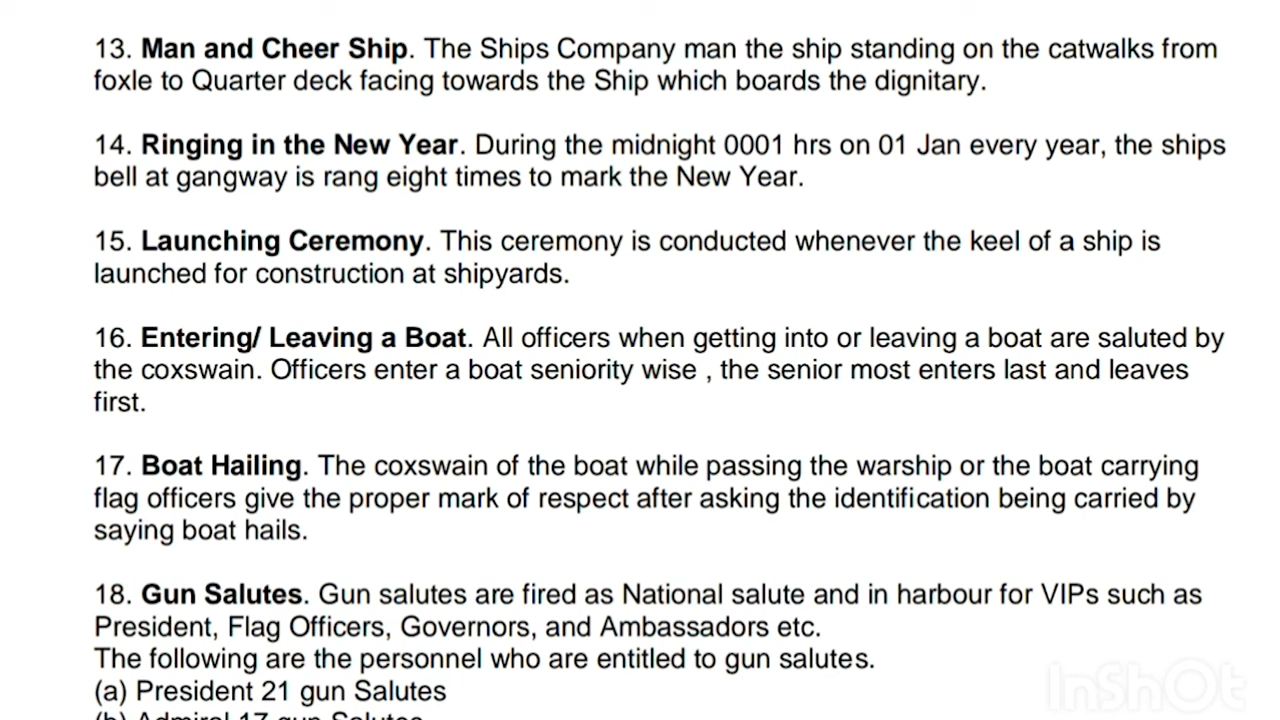 13. Man and Cheer Ship. The Ships Company man the ship standing on the catwalks from
foxle to Quarter deck facing towards the Ship which boards the dignitary.
14. Ringing in the New Year. During the midnight 0001 hrs on 01 Jan every year, the ships
bell at gangway is rang eight times to mark the New Year.
15. Launching Ceremony. This ceremony is conducted whenever the keel of a ship is
launched for construction at shipyards.
16. Entering/ Leaving a Boat. All officers when getting into or leaving a boat are saluted by
the coxswain. Officers enter a boat seniority wise , the senior most enters last and leaves
first.
17. Boat Hailing. The coxswain of the boat while passing the warship or the boat carrying
flag officers give the proper mark of respect after asking the identification being carried by
saying boat hails.
18. Gun Salutes. Gun salutes are fired as National salute and in harbour for VIPs such as
President, Flag Officers, Governors, and Ambassadors etc.
The following are the personnel who are entitled to gun salutes.
(a) President 21 gun Salutes
(b) Admiral 17 gun Salutes
InShOt